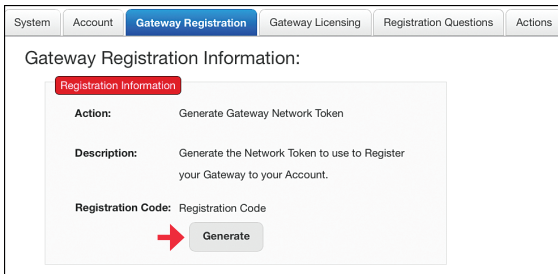 System Account Gateway Registration Gateway Licensing Registration Questions Actions
Gateway Registration Information:
Registration Information
Action: Generate Gateway Network Token
Description: Generate the Network Token to use to Register
your Gateway to your Account.
Registration Code: Registration Code
Generate